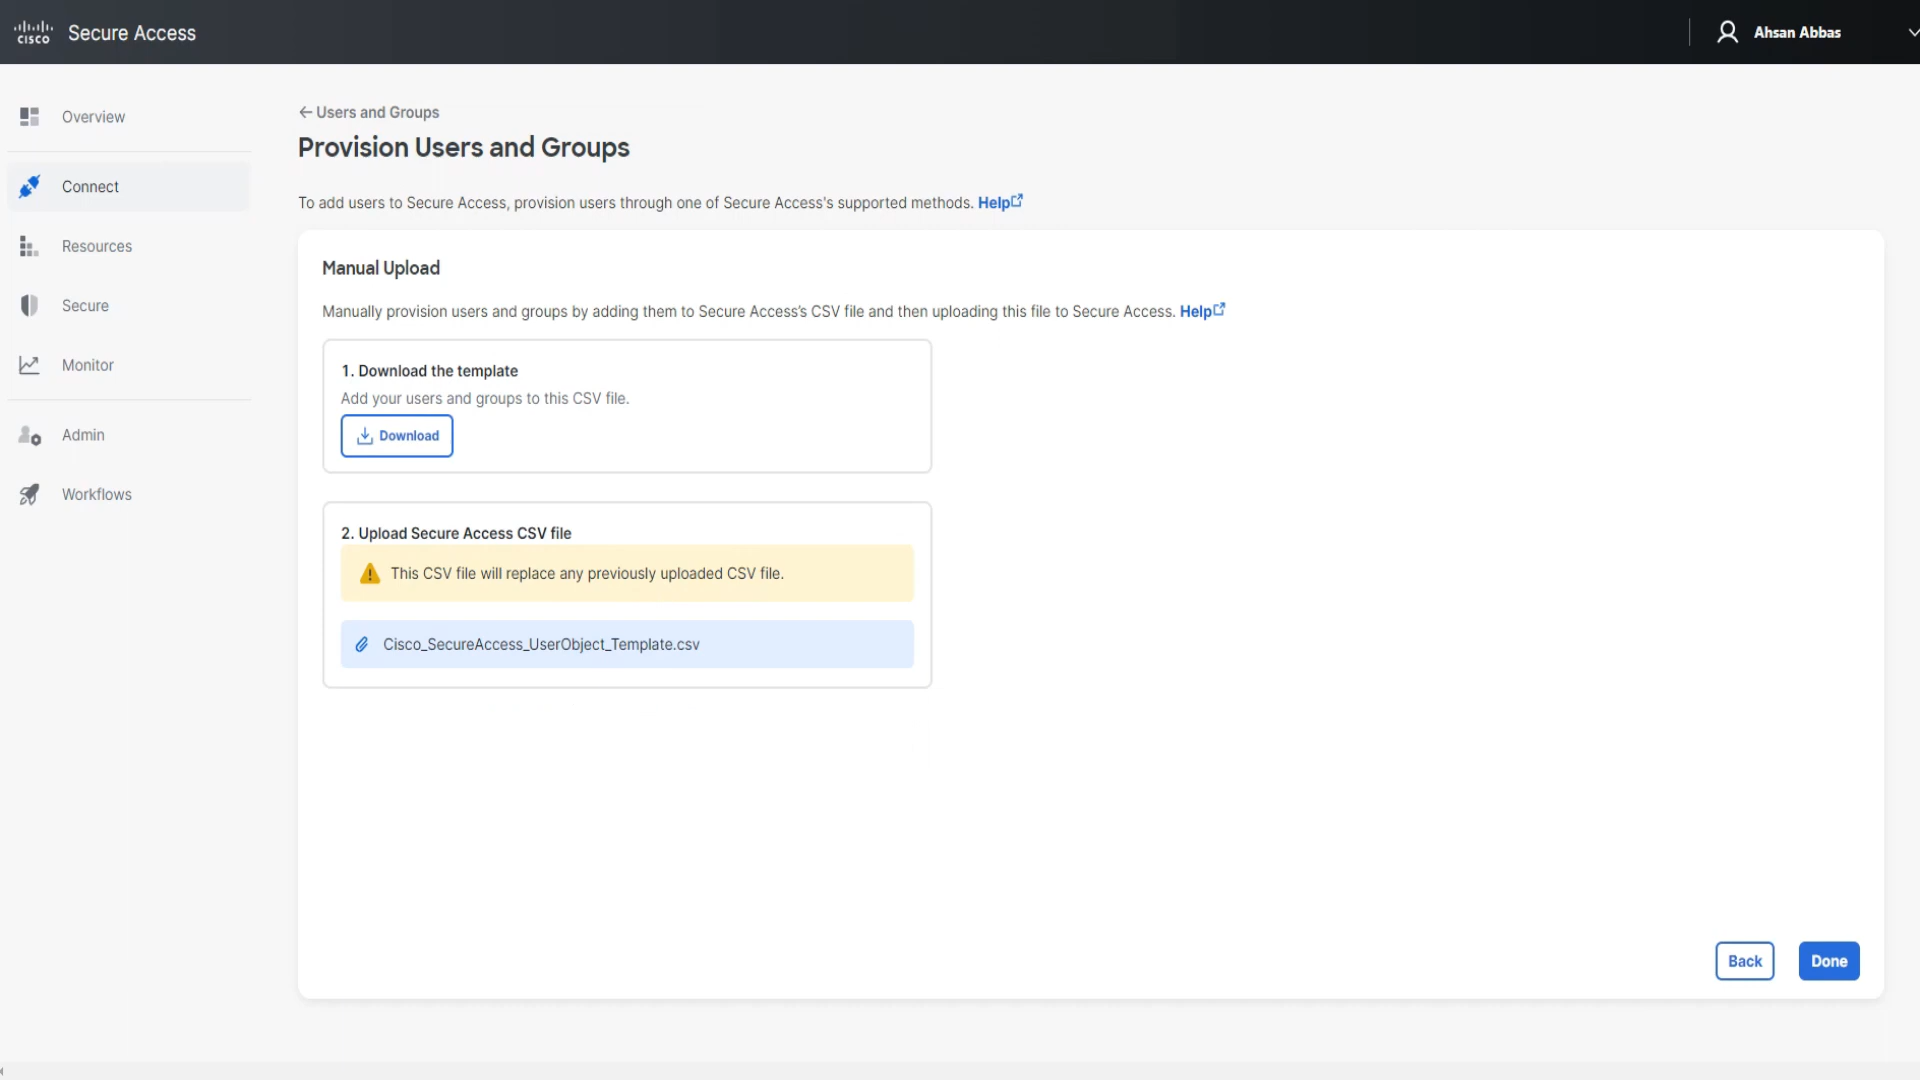 CISCO Secure Access
Ahsan Abbas
Overview
Connect
Resources
Secure
Monitor
Admin
Workflows
← Users and Groups
Provision Users and Groups
To add users to Secure Access, provision users through one of Secure Access's supported methods. Help
Manual Upload
Manually provision users and groups by adding them to Secure Access's CSV file and then uploading this file to Secure Access. Help
1. Download the template
Add your users and groups to this CSV file.
Download
2. Upload Secure Access CSV file
This CSV file will replace any previously uploaded CSV file.
Cisco_SecureAccess_UserObject_Template.csv
Back
Done